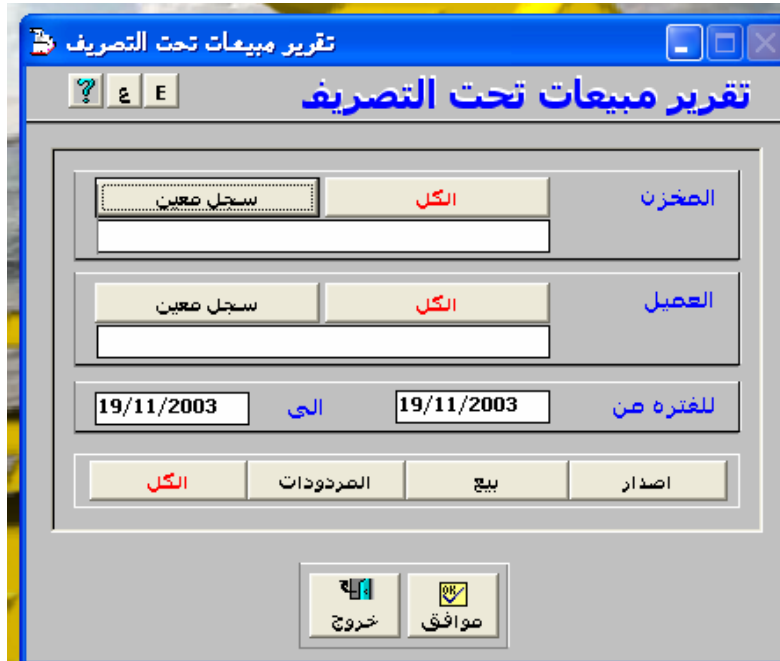 تقرير مبيعات تحت التصريف
تقرير مبيعات تحت التصريف E ع ?
المخزن الكل سجل معين
العميل الكل سجل معين
للفتره من 19/11/2003 الى 19/11/2003
اصدار بيع المردودات الكل
OK
موافق خروج